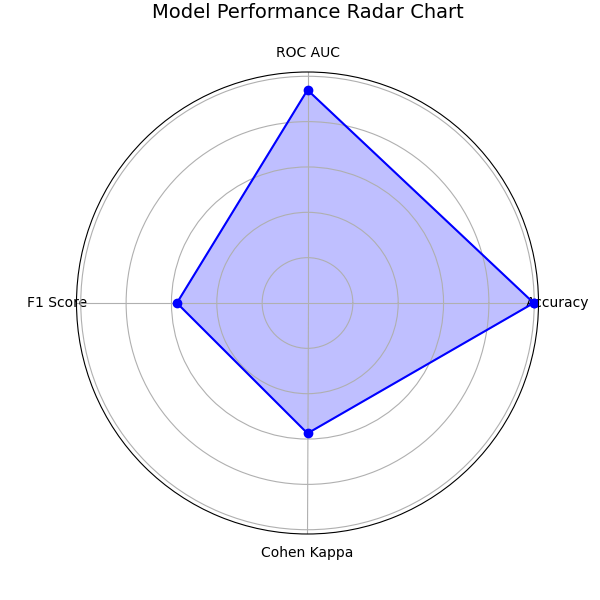 Model Performance Radar Chart
ROC AUC
F1 Score
Accuracy
Cohen Kappa